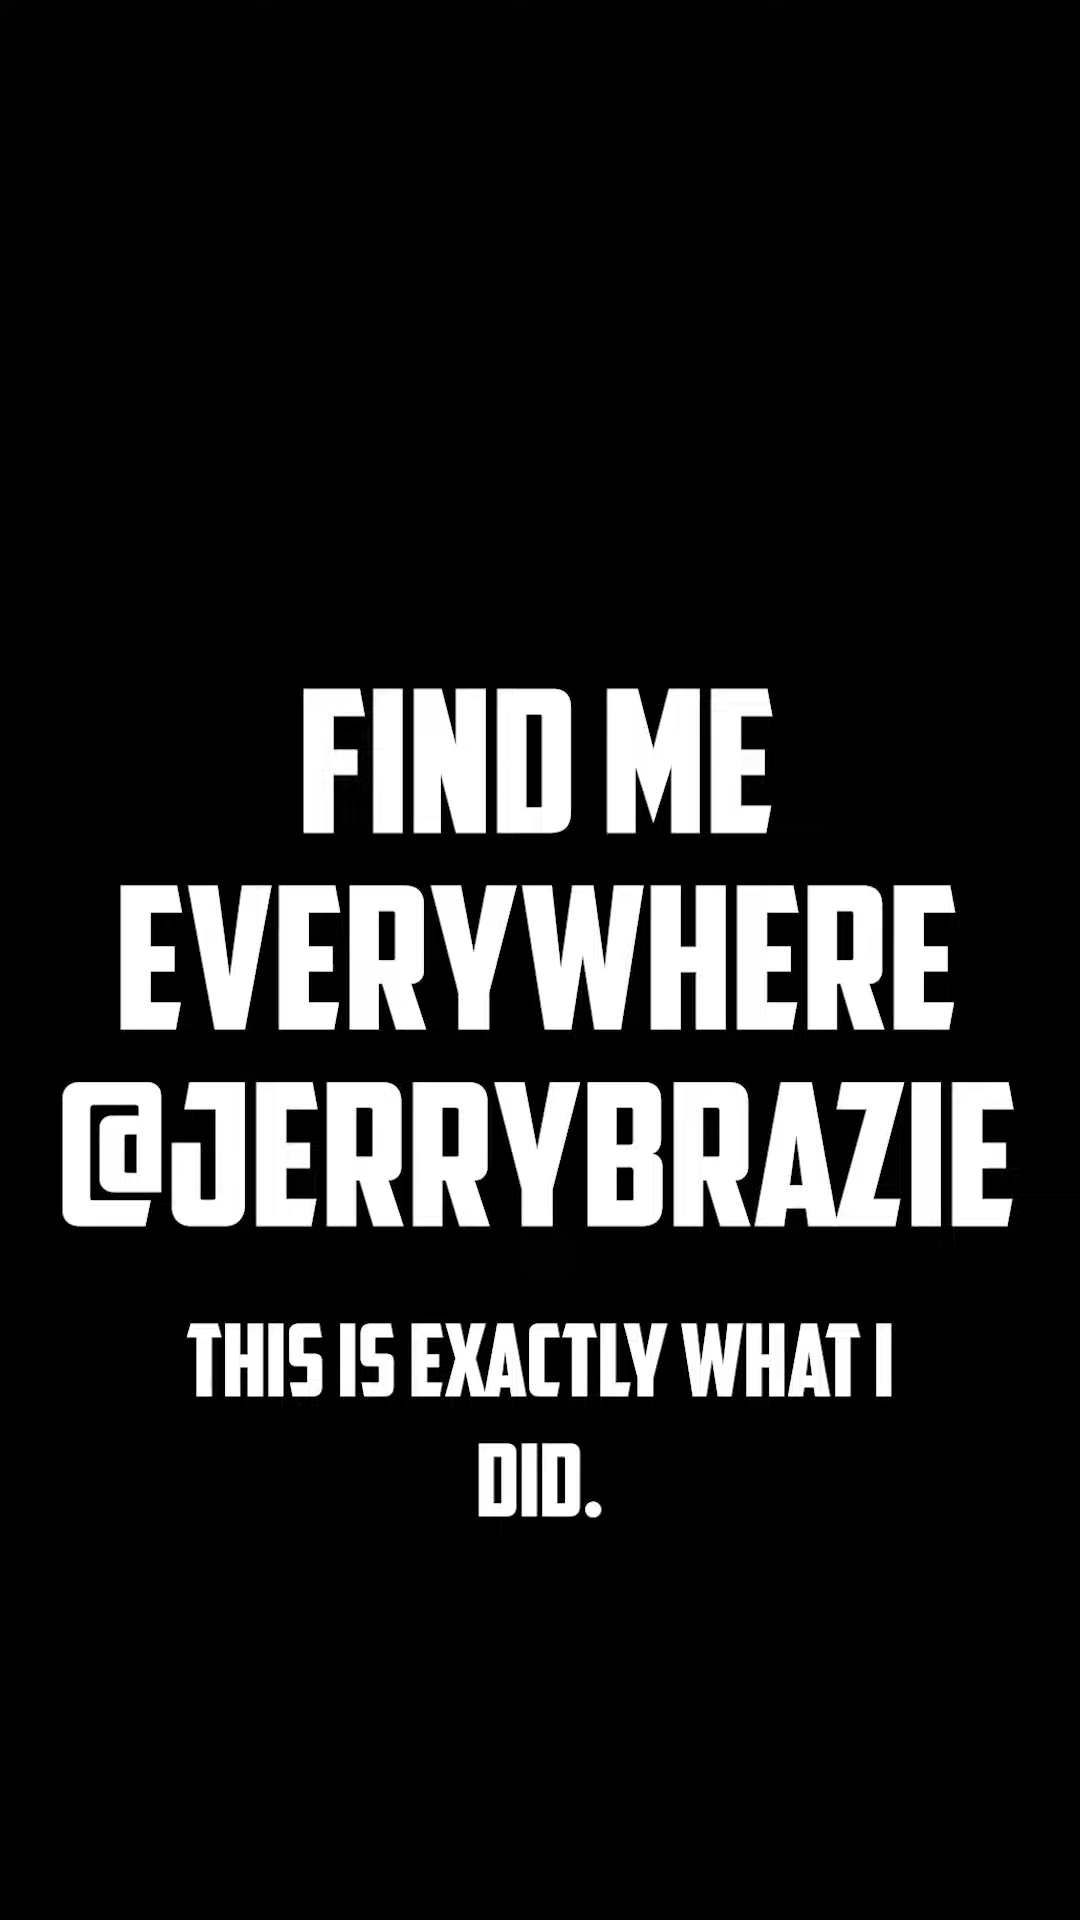 FIND ME
EVERYWHERE
@JERRYBRAZIE
THIS IS EXACTLY WHAT I
DID.